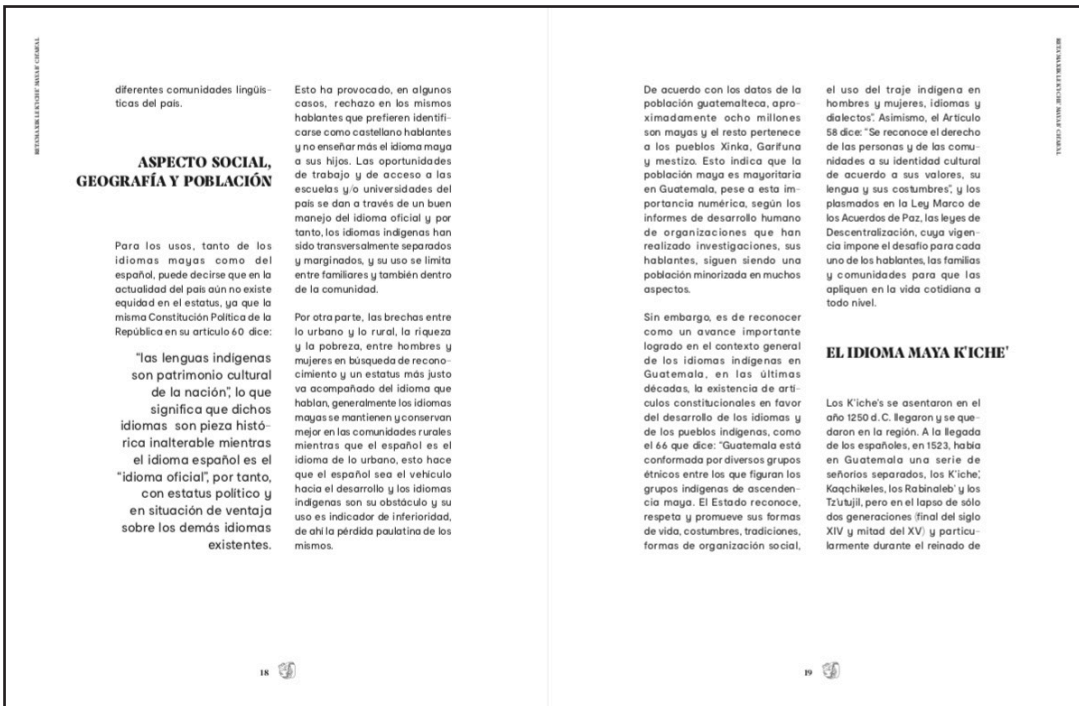 diferentes comunidades lingüís-
ticas del país.
ASPECTO SOCIAL,
GEOGRAFÍA Y POBLACIÓN
Para los usos, tanto de los
idiomas mayas como del
español, puede decirse que en la
actualidad del país aún no existe
equidad en el estatus, ya que la
misma Constitución Política de la
República en su artículo 60 dice:
"las lenguas indígenas
son patrimonio cultural
de la nación", lo que
significa que dichos
idiomas son pieza histó-
rica inalterable mientras
el idioma español es el
"idioma oficial", por tanto,
con estatus político y
en situación de ventaja
sobre los demás idiomas
existentes.
Esto ha provocado, en algunos
casos, rechazo en los mismos
hablantes que prefieren identifi-
carse como castellano hablantes
y no enseñar más el idioma maya
a sus hijos. Las oportunidades
de trabajo y de acceso a las
escuelas y/o universidades del
país se dan a través de un buen
manejo del idioma oficial y por
tanto, los idiomas indígenas han
sido transversalmente separados
y marginados, y su uso se limita
entre familiares y también dentro
de la comunidad.
Por otra parte, las brechas entre
lo urbano y lo rural, la riqueza
y la pobreza, entre hombres y
mujeres en búsqueda de recono-
cimiento y un estatus más justo
va acompañado del idioma que
hablan, generalmente los idiomas
mayas se mantienen y conservan
mejor en las comunidades rurales
mientras que el español es el
idioma de lo urbano, esto hace
que el español sea el vehículo
hacia el desarrollo y los idiomas
indígenas son su obstáculo y su
uso es indicador de inferioridad,
de ahí la pérdida paulatina de los
mismos.
18
De acuerdo con los datos de la
población guatemalteca, apro-
ximadamente ocho millones
son mayas y el resto pertenece
a los pueblos Xinka, Garífuna
y mestizo. Esto indica que la
población maya es mayoritaria
en Guatemala, pese a esta im-
portancia numérica, según los
informes de desarrollo humano
de organizaciones que han
realizado investigaciones, sus
hablantes, siguen siendo una
población minorizada en muchos
aspectos.
Sin embargo, es de reconocer
como un avance importante
logrado en el contexto general
de los idiomas indígenas en
Guatemala, en las últimas
décadas, la existencia de artí-
culos constitucionales en favor
del desarrollo de los idiomas y
de los pueblos indígenas, como
el 66 que dice: "Guatemala está
conformada por diversos grupos
étnicos entre los que figuran los
grupos indígenas de ascenden-
cia maya. El Estado reconoce,
respeta y promueve sus formas
de vida, costumbres, tradiciones,
formas de organización social,
el uso del traje indígena en
hombres y mujeres, idiomas y
dialectos". Asimismo, el Artículo
58 dice: "Se reconoce el derecho
de las personas y de las comu-
nidades a su identidad cultural
de acuerdo a sus valores, su
lengua y sus costumbres", y los
plasmados en la Ley Marco de
los Acuerdos de Paz, las leyes de
Descentralización, cuya vigen-
cia impone el desafío para cada
uno de los hablantes, las familias
y comunidades para que las
apliquen en la vida cotidiana a
todo nivel.
EL IDIOMA MAYA K'ICHE'
Los K'iche's se asentaron en el
año 1250 d. C. llegaron y se que-
daron en la región. A la llegada
de los españoles, en 1523, había
en Guatemala una serie de
señoríos separados, los K'iche',
Kaqchikeles, los Rabinaleb' y los
Tz'utujil, pero en el lapso de sólo
dos generaciones (final del siglo
XIV y mitad del XV) y particu-
larmente durante el reinado de
19